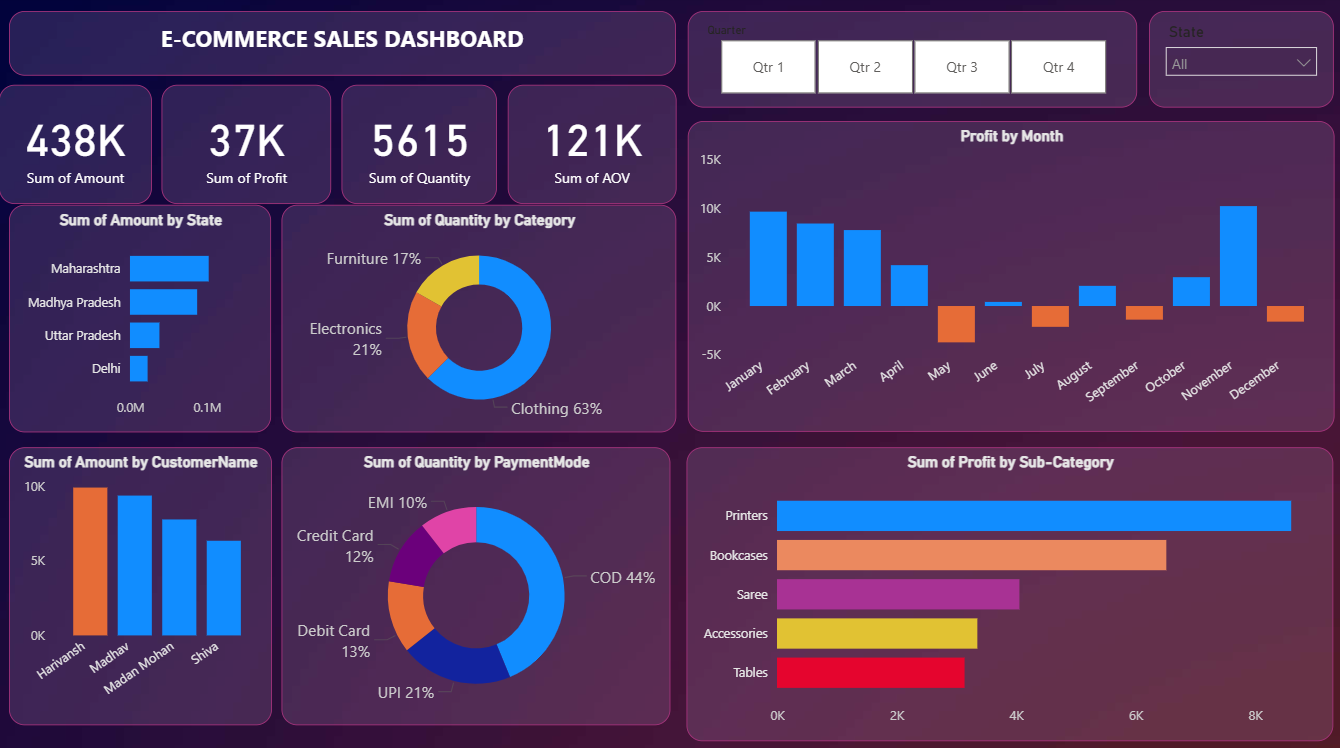 E-COMMERCE SALES DASHBOARD
Quarter
Qtr 1
Qtr 2
Qtr 3
Qtr 4
State
All
438K
Sum of Amount
37K
Sum of Profit
5615
Sum of Quantity
121K
Sum of AOV
Profit by Month
15K
10K
5K
0K
-5K
January
February
March
April
May
June
July
August
September
October
November
December
Sum of Amount by State
Maharashtra
Madhya Pradesh
Uttar Pradesh
Delhi
0.0M
0.1M
Sum of Quantity by Category
Furniture 17%
Electronics
21%
Clothing 63%
Sum of Amount by CustomerName
10K
5K
0K
Harivansh
Madhav
Madan Mohan
Shiva
Sum of Quantity by PaymentMode
EMI 10%
Credit Card
12%
COD 44%
Debit Card
13%
UPI 21%
Sum of Profit by Sub-Category
Printers
Bookcases
Saree
Accessories
Tables
0K
2K
4K
6K
8K